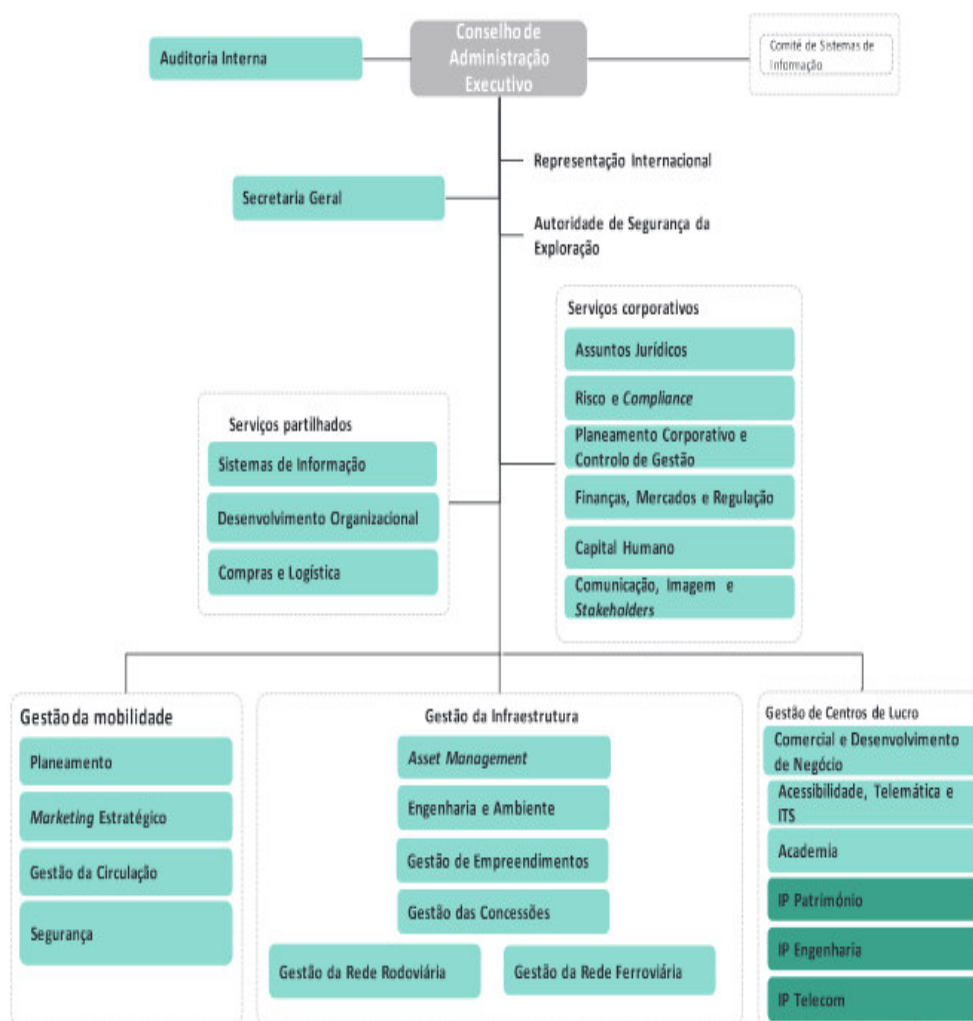 Conselho de
Administração
Executivo
Auditoria Interna
Comité de Sistemas de
Informação
Representação Internacional
Secretaria Geral
Autoridade de Segurança da
Exploração
Serviços corporativos
Assuntos Jurídicos
Risco e Compliance
Planeamento Corporativo e
Controlo de Gestão
Finanças, Mercados e Regulação
Capital Humano
Comunicação, Imagem e
Stakeholders
Serviços partilhados
Sistemas de Informação
Desenvolvimento Organizacional
Compras e Logística
Gestão da mobilidade
Planeamento
Marketing Estratégico
Gestão da Circulação
Segurança
Gestão da Infraestrutura
Asset Management
Engenharia e Ambiente
Gestão de Empreendimentos
Gestão das Concessões
Gestão da Rede Rodoviária
Gestão da Rede Ferroviária
Gestão de Centros de Lucro
Comercial e Desenvolvimento
de Negócio
Acessibilidade, Telemática e
ITS
Academia
IP Património
IP Engenharia
IP Telecom